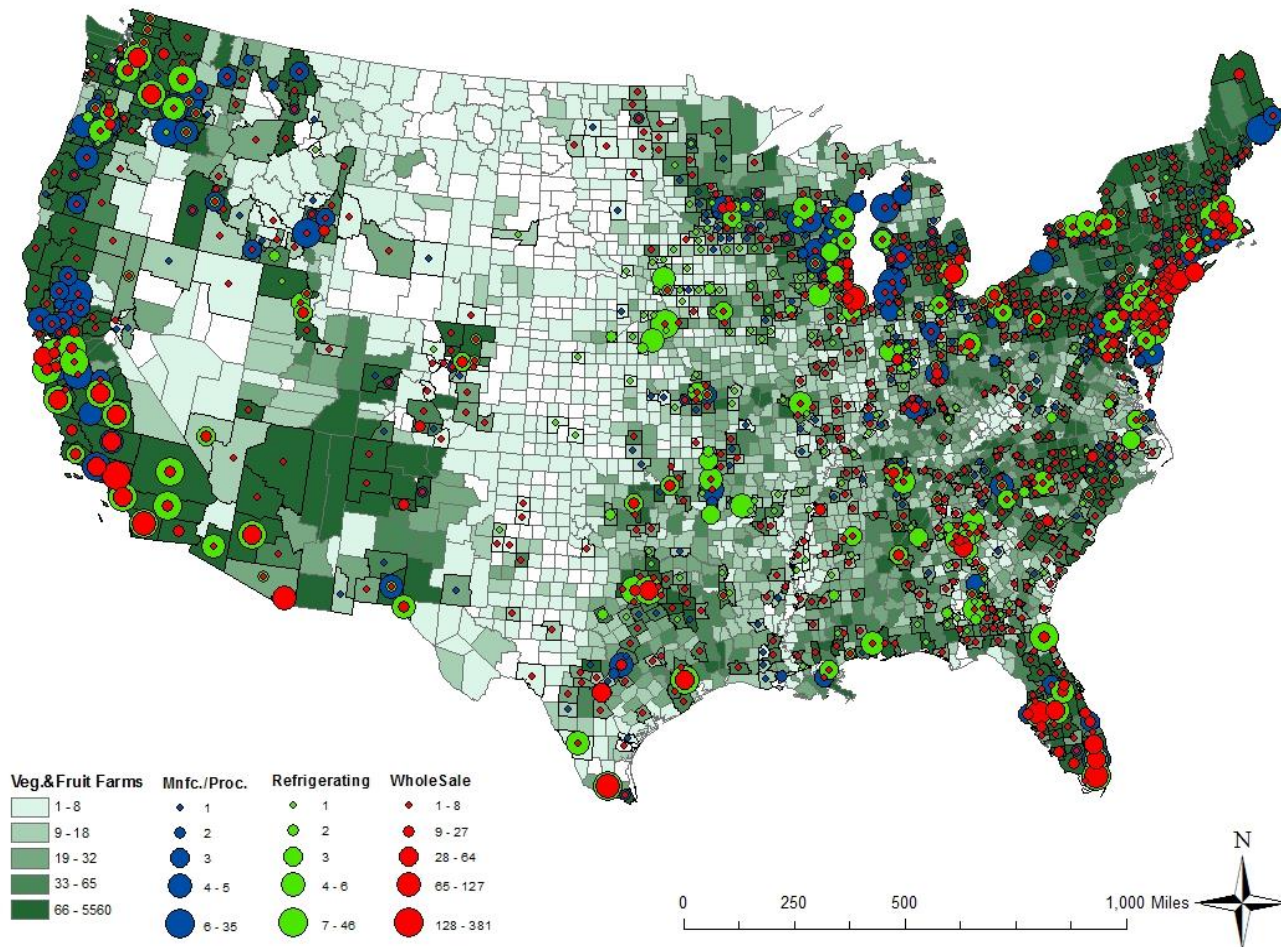 Veg.&Fruit Farms
1 - 8
9 - 18
19 - 32
33 - 65
66 - 5560
Mnfc./Proc.
1
2
3
4 - 5
6 - 35
Refrigerating
1
2
3
4 - 6
7 - 46
WholeSale
1 - 8
9 - 27
28 - 64
65 - 127
128 - 381
0 250 500 1,000 Miles
N